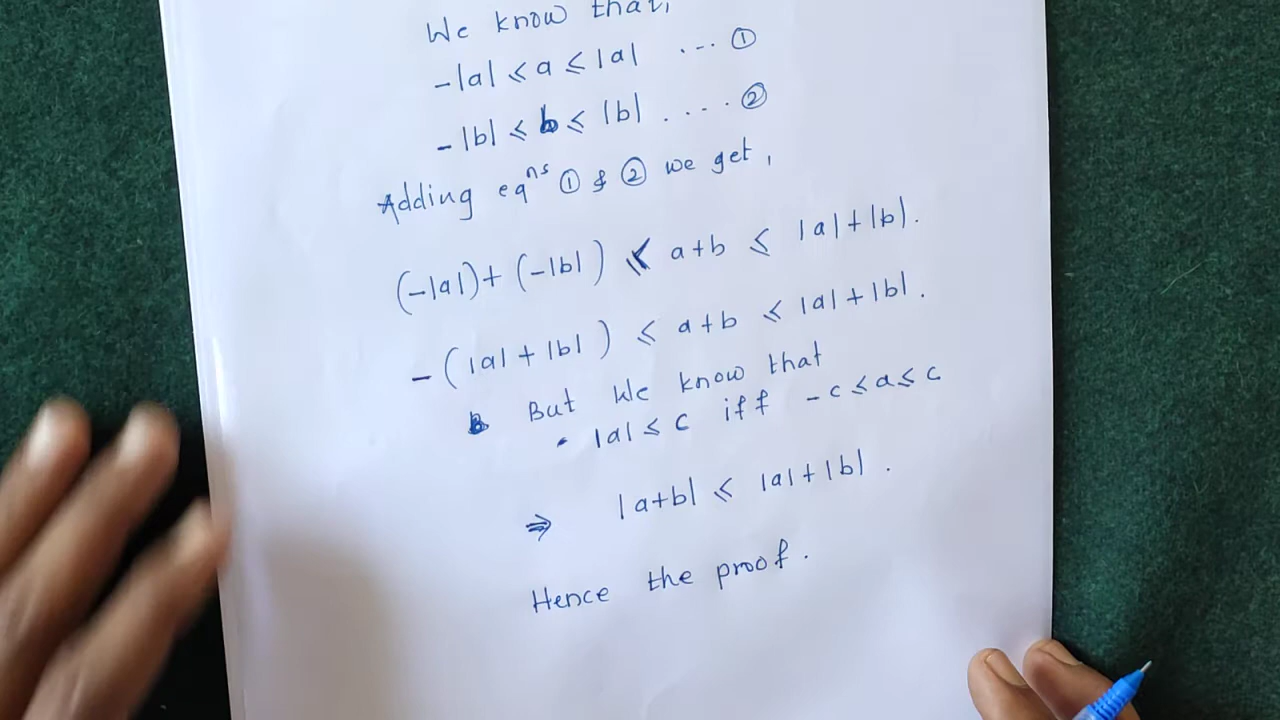 We know that,
-|a| ⩽ a ⩽ |a| ... ①
-|b| ⩽ b ⩽ |b| .... ②
Adding eqⁿˢ ① & ② we get,
(-|a|)+(-|b|) ⩽ a+b ⩽ |a|+|b|.
-(|a|+|b|) ⩽ a+b ⩽ |a|+|b|.
But We know that
|a| ≤ c iff -c ≤ a ≤ c
⇒ |a+b| ⩽ |a|+|b|.
Hence the proof.